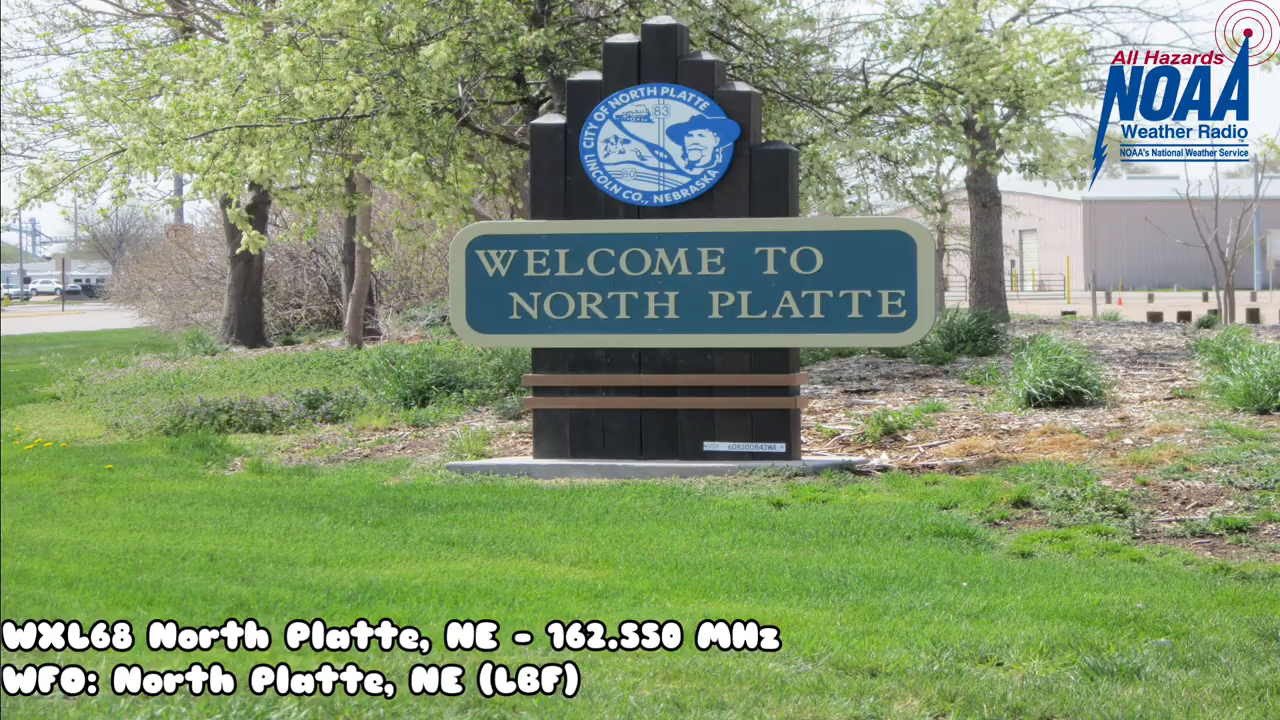 All Hazards
NOAA
Weather Radio
NOAA's National Weather Service
CITY OF NORTH PLATTE
83
80
LINCOLN CO., NEBRASKA
WELCOME TO
NORTH PLATTE
608300843WA
WXL68 North Platte, NE - 162.550 MHz
WFO: North Platte, NE (LBF)